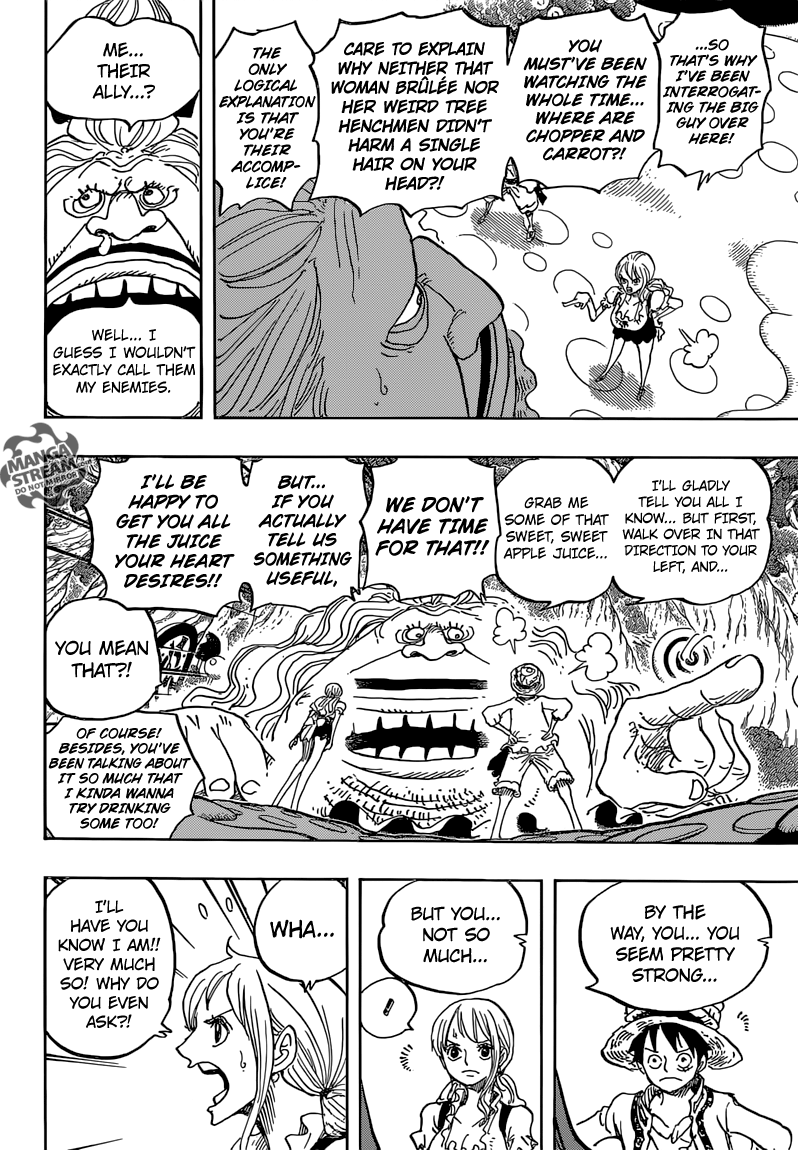 ...SO
THAT'S WHY
I'VE BEEN
INTERROGAT-
ING THE BIG
GUY OVER
HERE!
YOU
MUST'VE BEEN
WATCHING THE
WHOLE TIME...
WHERE ARE
CHOPPER AND
CARROT?!
CARE TO EXPLAIN
WHY NEITHER THAT
WOMAN BRÛLÉE NOR
HER WEIRD TREE
HENCHMEN DIDN'T
HARM A SINGLE
HAIR ON YOUR
HEAD?!
THE
ONLY
LOGICAL
EXPLANATION
IS THAT
YOU'RE
THEIR
ACCOMP-
LICE!
ME...
THEIR
ALLY...?
WELL... I
GUESS I WOULDN'T
EXACTLY CALL THEM
MY ENEMIES.
MANGA
STREAM.com
DO NOT MIRROR
I'LL GLADLY
TELL YOU ALL I
KNOW... BUT FIRST,
WALK OVER IN THAT
DIRECTION TO YOUR
LEFT, AND...
GRAB ME
SOME OF THAT
SWEET, SWEET
APPLE JUICE...
WE DON'T
HAVE TIME
FOR THAT!!
BUT...
IF YOU
ACTUALLY
TELL US
SOMETHING
USEFUL,
I'LL BE
HAPPY TO
GET YOU ALL
THE JUICE
YOUR HEART
DESIRES!!
YOU MEAN
THAT?!
OF COURSE!
BESIDES, YOU'VE
BEEN TALKING ABOUT
IT SO MUCH THAT
I KINDA WANNA
TRY DRINKING
SOME TOO!
BY THE
WAY, YOU... YOU
SEEM PRETTY
STRONG...
BUT YOU...
NOT SO
MUCH...
!
WHA...
I'LL
HAVE YOU
KNOW I AM!!
VERY MUCH
SO! WHY DO
YOU EVEN
ASK?!